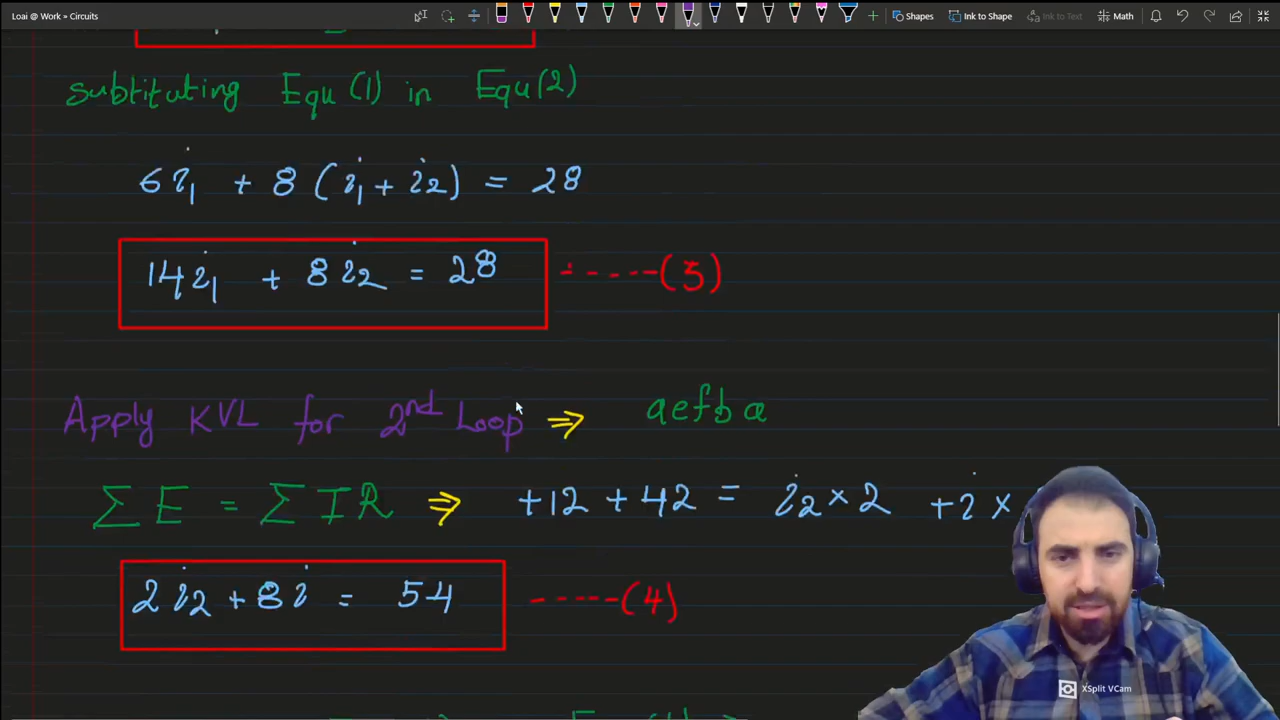 Loai @ Work » Circuits
Shapes Ink to Shape Ink to Text Math
subtituting Equ(1) in Equ(2)
6i₁ + 8(i₁+i₂) = 28
14i₁ + 8i₂ = 28 ------(3)
Apply KVL for 2nd Loop ⇒ aefba
ΣE = ΣIR ⇒ +12 +42 = i₂×2 +i×
2i₂+8i = 54 ------(4)
XSplit VCam